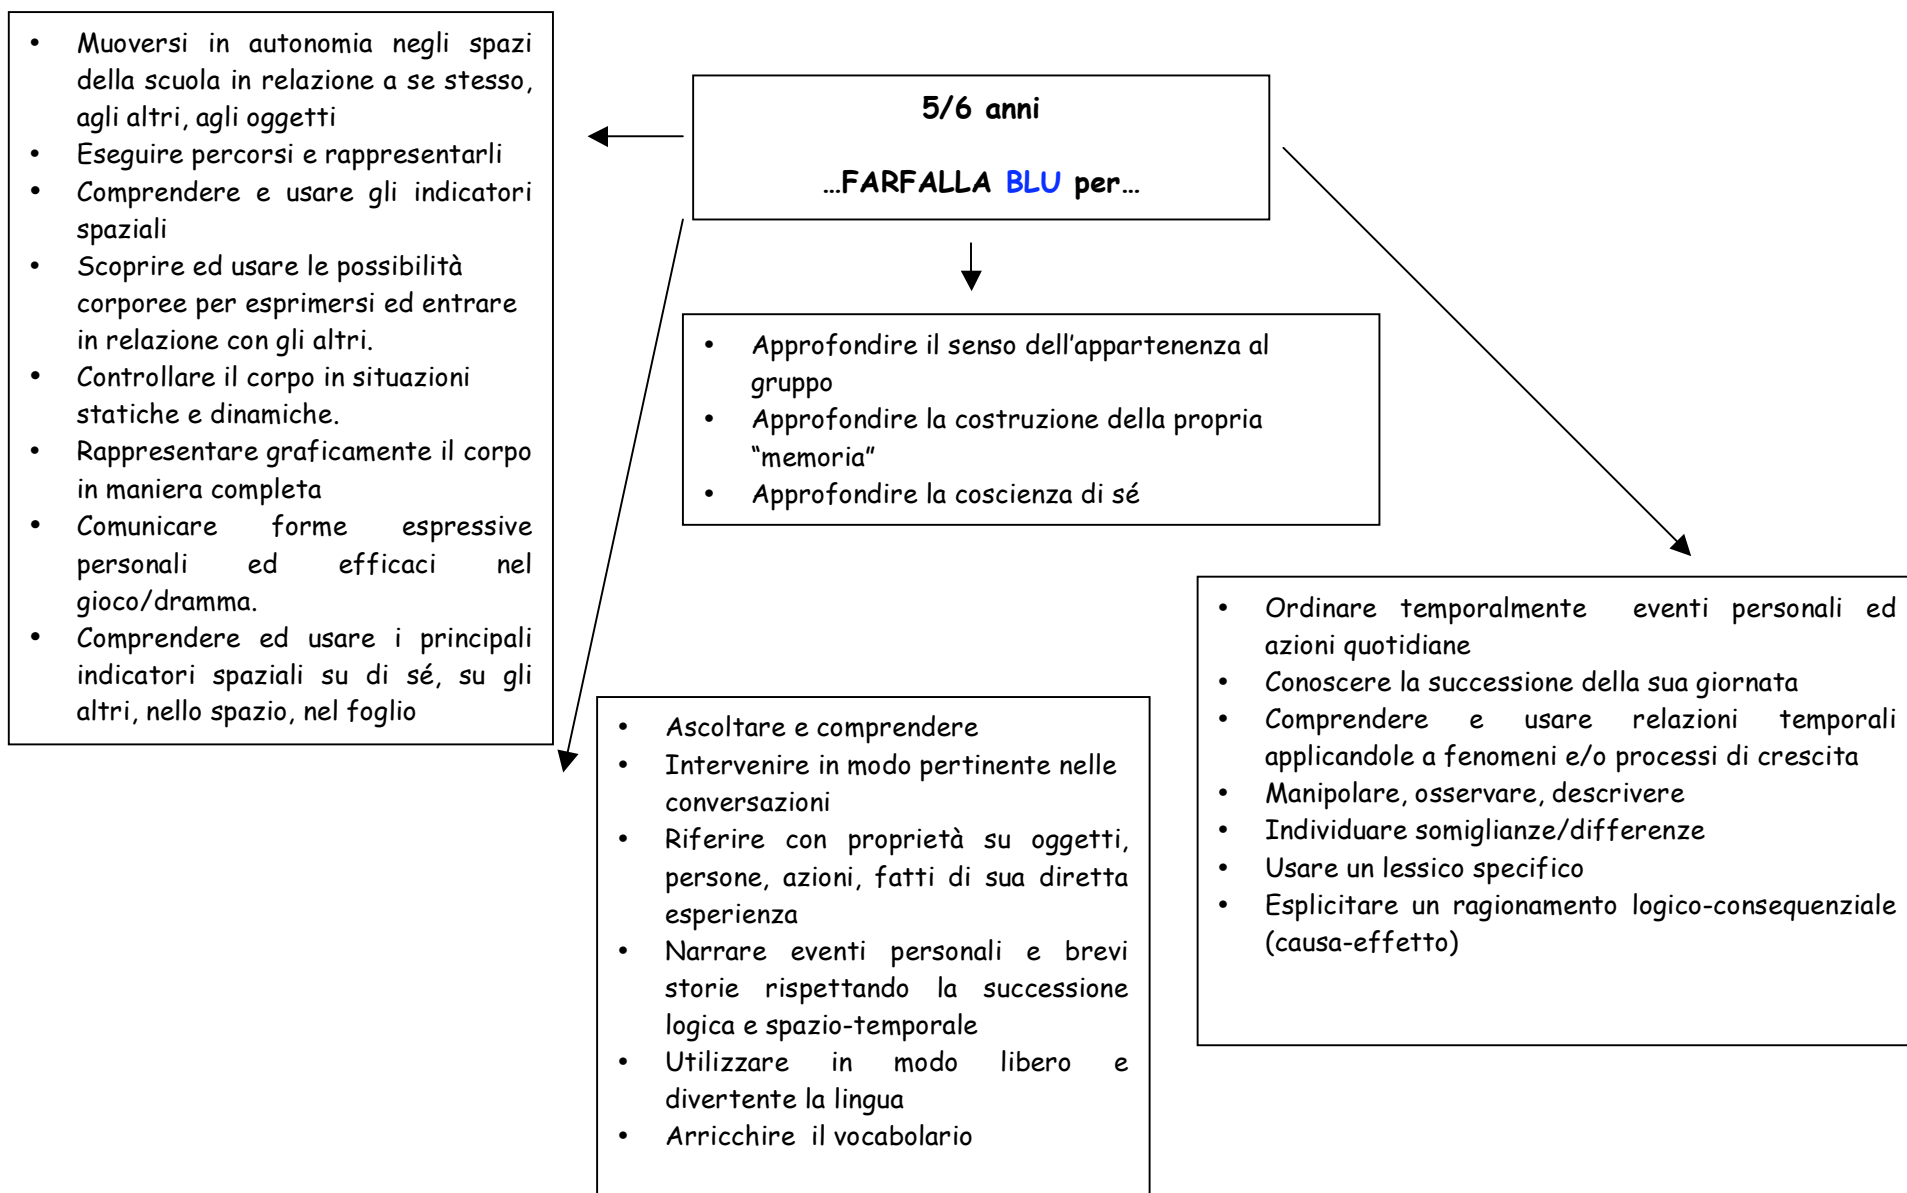 • Muoversi in autonomia negli spazi
della scuola in relazione a se stesso,
agli altri, agli oggetti
• Eseguire percorsi e rappresentarli
• Comprendere e usare gli indicatori
spaziali
• Scoprire ed usare le possibilità
corporee per esprimersi ed entrare
in relazione con gli altri.
• Controllare il corpo in situazioni
statiche e dinamiche.
• Rappresentare graficamente il corpo
in maniera completa
• Comunicare forme espressive
personali ed efficaci nel
gioco/dramma.
• Comprendere ed usare i principali
indicatori spaziali su di sé, su gli
altri, nello spazio, nel foglio
5/6 anni
…FARFALLA BLU per…
• Approfondire il senso dell’appartenenza al
gruppo
• Approfondire la costruzione della propria
“memoria”
• Approfondire la coscienza di sé
• Ascoltare e comprendere
• Intervenire in modo pertinente nelle
conversazioni
• Riferire con proprietà su oggetti,
persone, azioni, fatti di sua diretta
esperienza
• Narrare eventi personali e brevi
storie rispettando la successione
logica e spazio-temporale
• Utilizzare in modo libero e
divertente la lingua
• Arricchire il vocabolario
• Ordinare temporalmente eventi personali ed
azioni quotidiane
• Conoscere la successione della sua giornata
• Comprendere e usare relazioni temporali
applicandole a fenomeni e/o processi di crescita
• Manipolare, osservare, descrivere
• Individuare somiglianze/differenze
• Usare un lessico specifico
• Esplicitare un ragionamento logico-consequenziale
(causa-effetto)